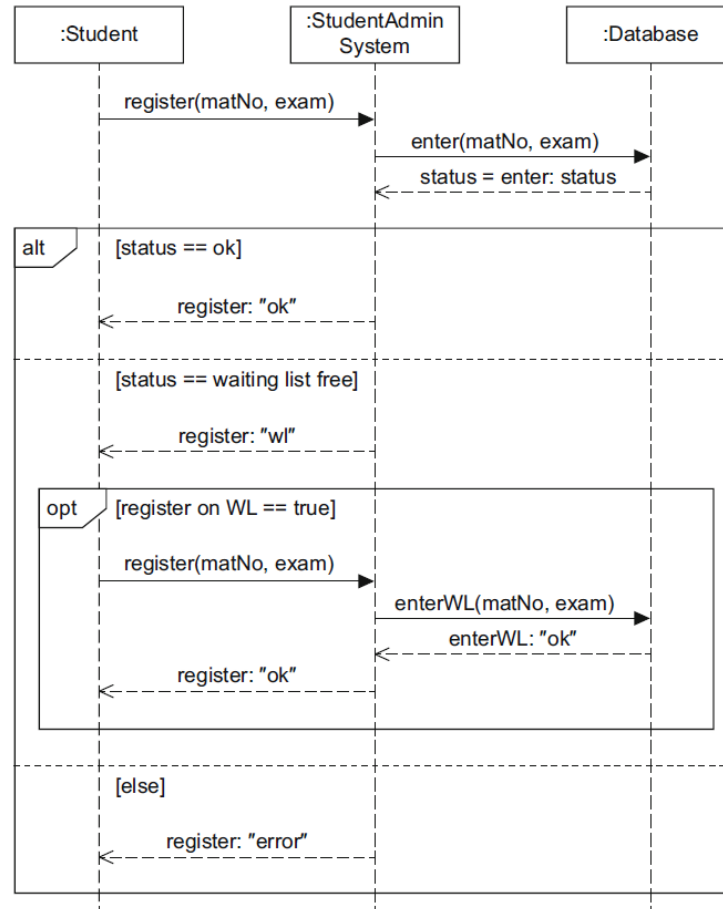 :Student
:StudentAdmin
System
:Database
register(matNo, exam)
enter(matNo, exam)
status = enter: status
alt
[status == ok]
register: "ok"
[status == waiting list free]
register: "wl"
opt
[register on WL == true]
register(matNo, exam)
enterWL(matNo, exam)
enterWL: "ok"
register: "ok"
[else]
register: "error"